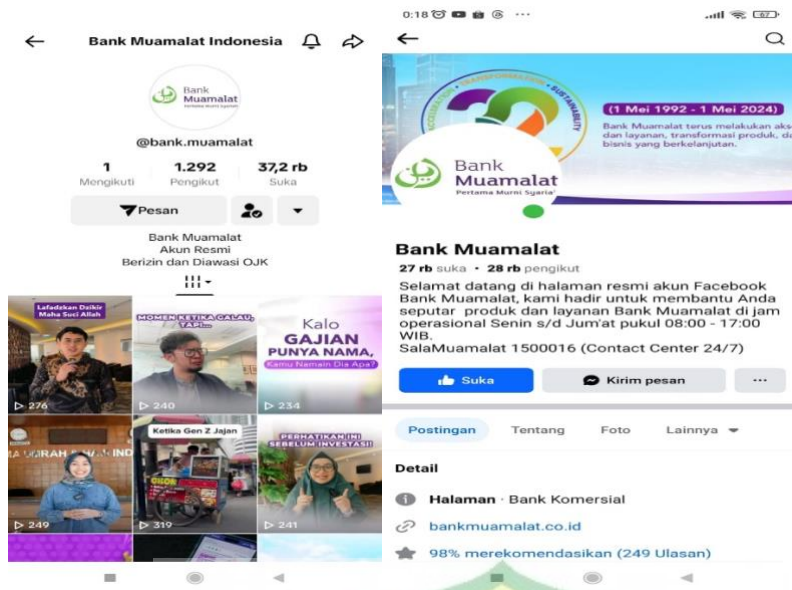 Bank Muamalat Indonesia
Bank
Muamalat
Pertama Murni Syariah
@bank.muamalat
1 1.292 37,2 rb
Mengikuti Pengikut Suka
Pesan
Bank Muamalat
Akun Resmi
Berizin dan Diawasi OJK
Lafadzkan Dzikir
Maha Suci Allah
276
MOMEN KETIKA GALAU,
TAPI...
240
Kalo
GAJIAN
PUNYA NAMA,
Kamu Namain Dia Apa?
234
249
Ketika Gen Z Jajan
CILOK
319
PERHATIKAN INI
SEBELUM INVESTASI!
241
0:18
67
ACCELERATION • TRANSFORMATION • SUSTAINABILITY
(1 Mei 1992 - 1 Mei 2024)
Bank Muamalat terus melakukan aks
dan layanan, transformasi produk, da
bisnis yang berkelanjutan.
Bank
Muamalat
Pertama Murni Syaria
Bank Muamalat
27 rb suka • 28 rb pengikut
Selamat datang di halaman resmi akun Facebook
Bank Muamalat, kami hadir untuk membantu Anda
seputar produk dan layanan Bank Muamalat di jam
operasional Senin s/d Jum'at pukul 08:00 - 17:00
WIB.
SalaMuamalat 1500016 (Contact Center 24/7)
Suka Kirim pesan ...
Postingan Tentang Foto Lainnya
Detail
Halaman · Bank Komersial
bankmuamalat.co.id
98% merekomendasikan (249 Ulasan)